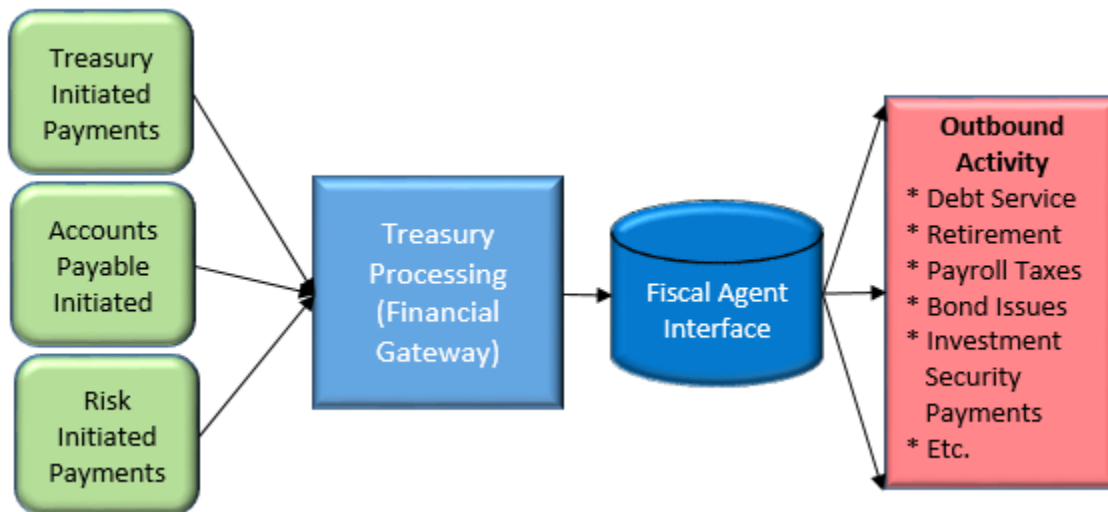 Treasury
Initiated
Payments
Accounts
Payable
Initiated
Risk
Initiated
Payments
Treasury
Processing
(Financial
Gateway)
Fiscal Agent
Interface
Outbound
Activity
* Debt Service
* Retirement
* Payroll Taxes
* Bond Issues
* Investment
Security
Payments
* Etc.